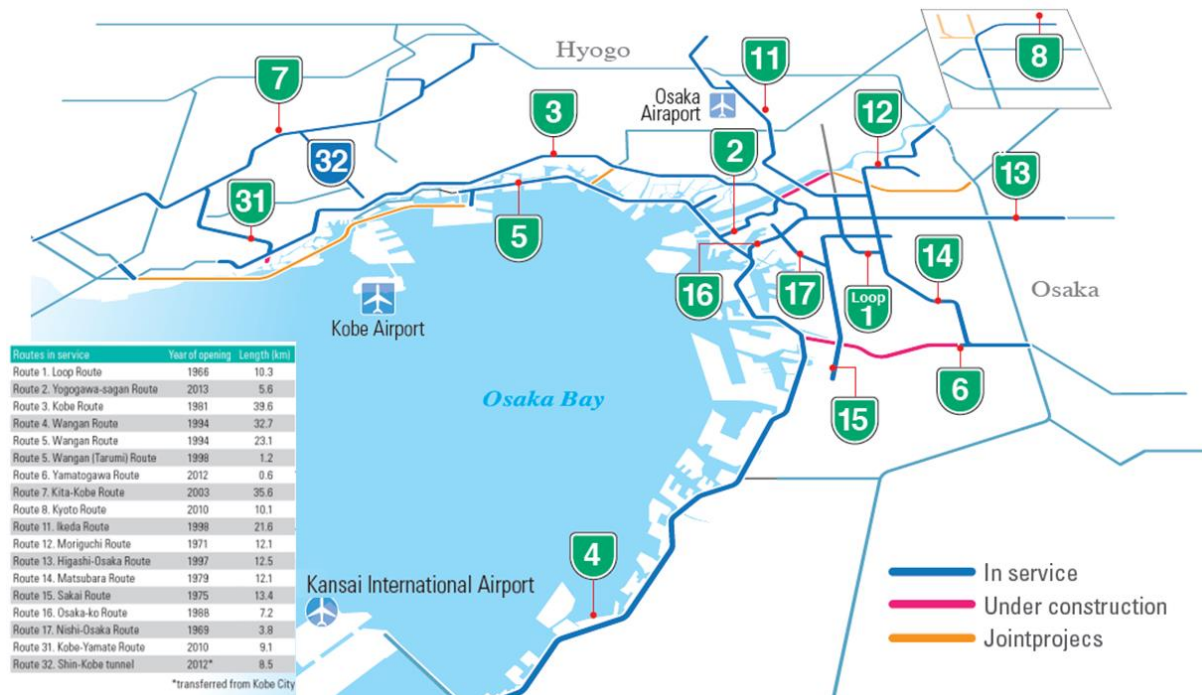 Hyogo
8
7
11
Osaka
Airaport
3
12
32
2
13
31
5
14
16
17
Loop
1
Osaka
Kobe Airport
6
15
Osaka Bay
Routes in service Year of opening Length (km)
Route 1. Loop Route 1966 10.3
Route 2. Yogogawa-sagan Route 2013 5.6
Route 3. Kobe Route 1981 39.6
Route 4. Wangan Route 1994 32.7
Route 5. Wangan Route 1994 23.1
Route 5. Wangan (Tarumi) Route 1998 1.2
Route 6. Yamatogawa Route 2012 0.6
Route 7. Kita-Kobe Route 2003 35.6
Route 8. Kyoto Route 2010 10.1
Route 11. Ikeda Route 1998 21.6
Route 12. Moriguchi Route 1971 12.1
Route 13. Higashi-Osaka Route 1997 12.5
Route 14. Matsubara Route 1979 12.1
Route 15. Sakai Route 1975 13.4
Route 16. Osaka-ko Route 1988 7.2
Route 17. Nishi-Osaka Route 1969 3.8
Route 31. Kobe-Yamate Route 2010 9.1
Route 32. Shin-Kobe tunnel 2012* 8.5
*transferred from Kobe City
4
Kansai International Airport
In service
Under construction
Jointprojecs